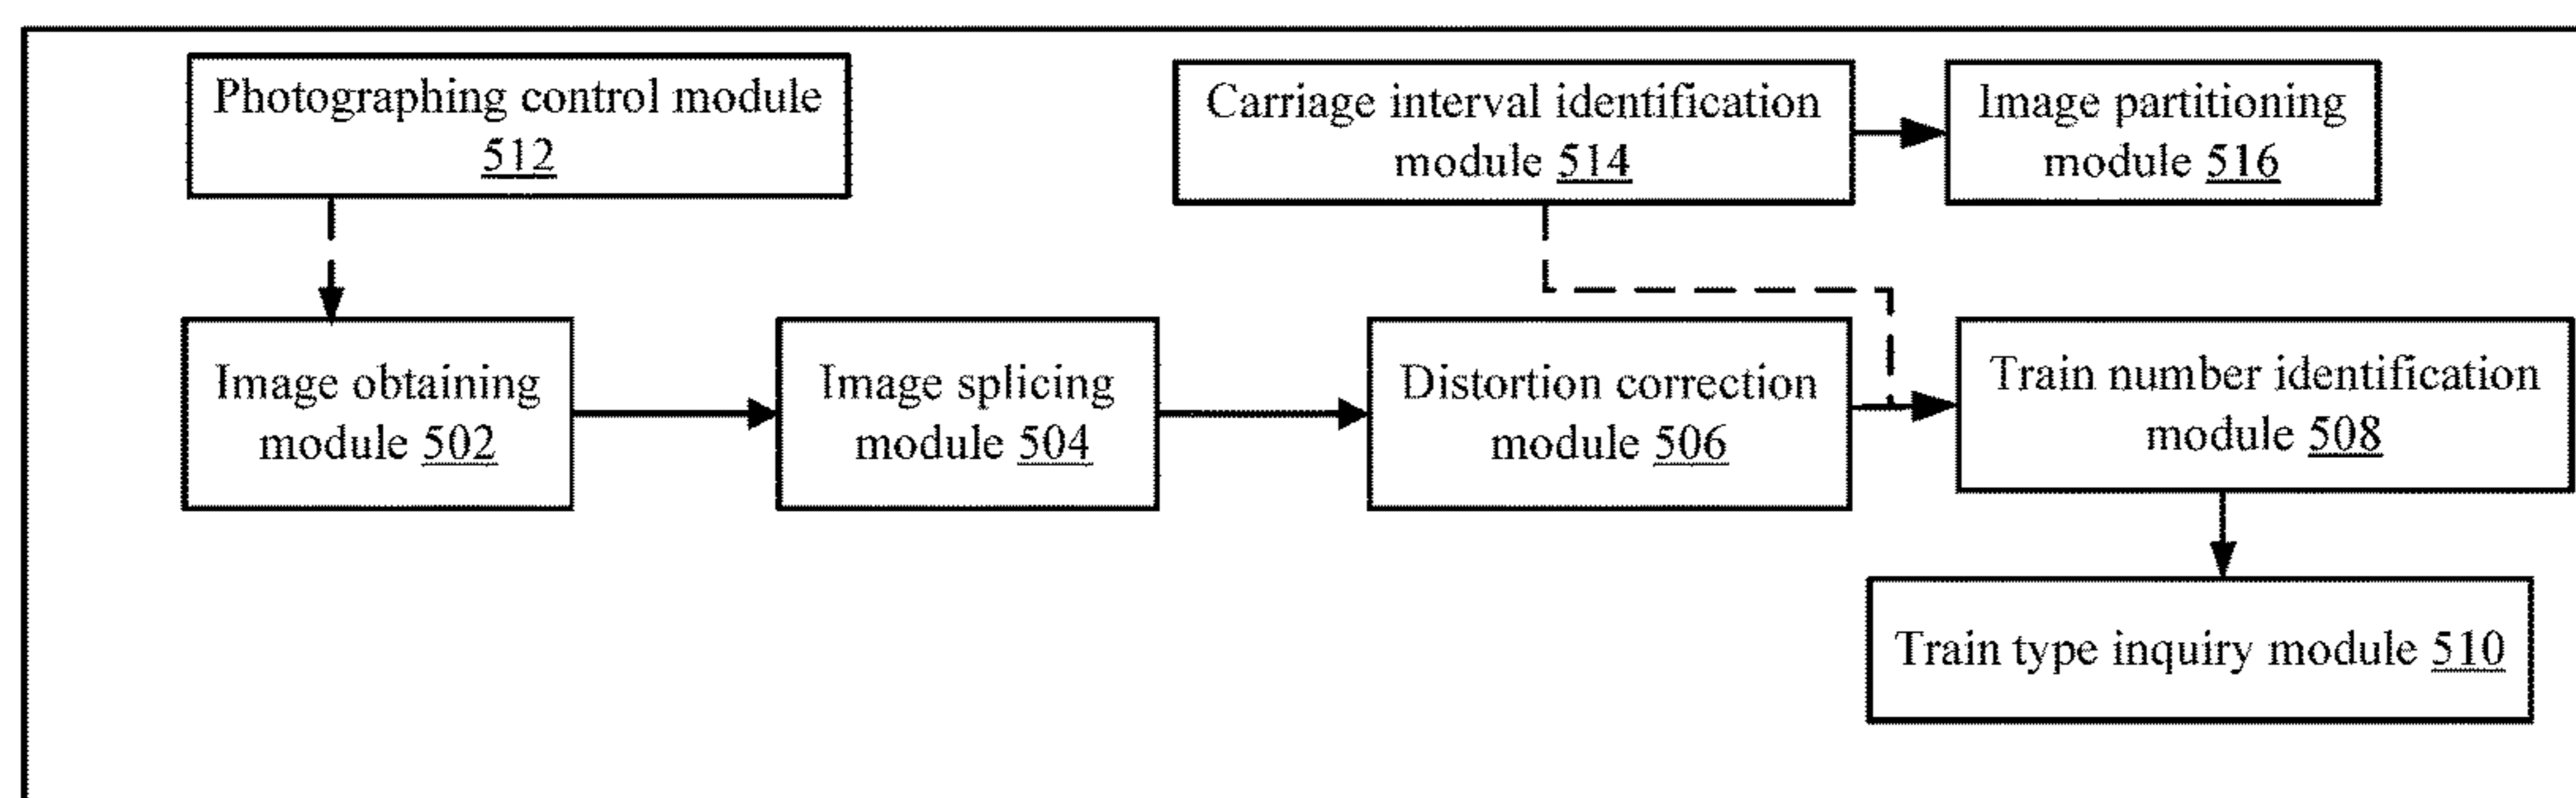 Photographing control module
512
Carriage interval identification
module 514
Image partitioning
module 516
Image obtaining
module 502
Image splicing
module 504
Distortion correction
module 506
Train number identification
module 508
Train type inquiry module 510